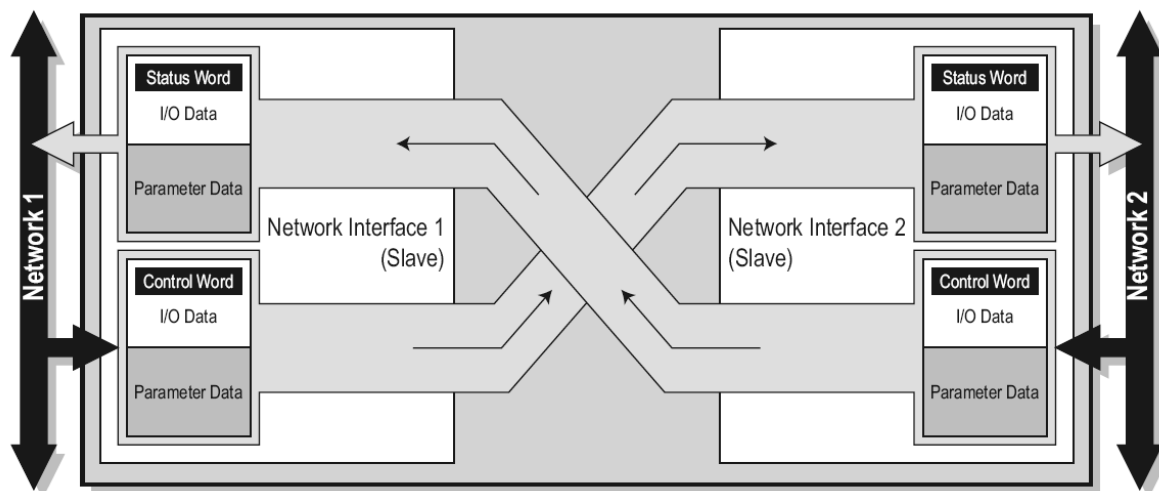 Network 1
Status Word
I/O Data
Parameter Data
Control Word
I/O Data
Parameter Data
Network Interface 1
(Slave)
Network Interface 2
(Slave)
Status Word
I/O Data
Parameter Data
Control Word
I/O Data
Parameter Data
Network 2